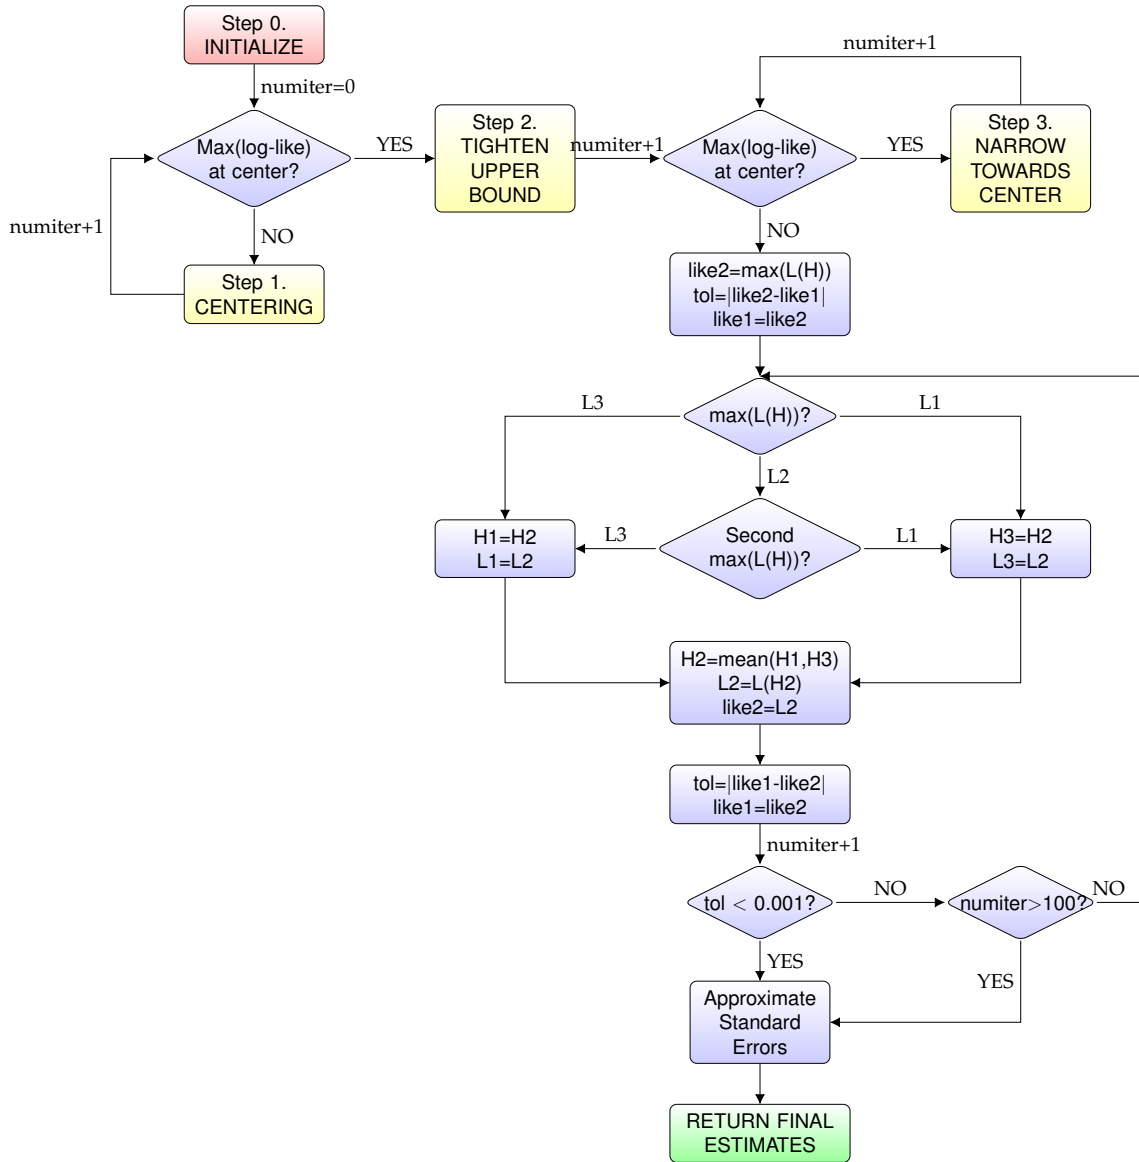 Step 0.
INITIALIZE
numiter=0
Max(log-like)
at center?
YES
Step 2.
TIGHTEN
UPPER
BOUND
numiter+1
Max(log-like)
at center?
YES
Step 3.
NARROW
TOWARDS
CENTER
numiter+1
NO
Step 1.
CENTERING
numiter+1
NO
like2=max(L(H))
tol=|like2-like1|
like1=like2
max(L(H))?
L3
L1
L2
H1=H2
L1=L2
L3
Second
max(L(H))?
L1
H3=H2
L3=L2
H2=mean(H1,H3)
L2=L(H2)
like2=L2
tol=|like1-like2|
like1=like2
numiter+1
tol < 0.001?
NO
numiter>100?
NO
YES
YES
Approximate
Standard
Errors
RETURN FINAL
ESTIMATES